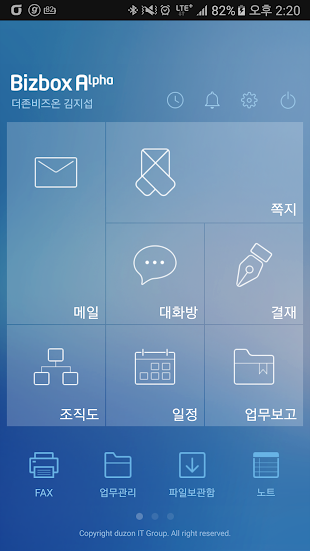 82% 오후 2:20
Bizbox Alpha
더존비즈온 김지섭
쪽지
메일
대화방
결재
조직도
일정
업무보고
FAX
업무관리
파일보관함
노트
Copyright duzon IT Group. All right reserved.